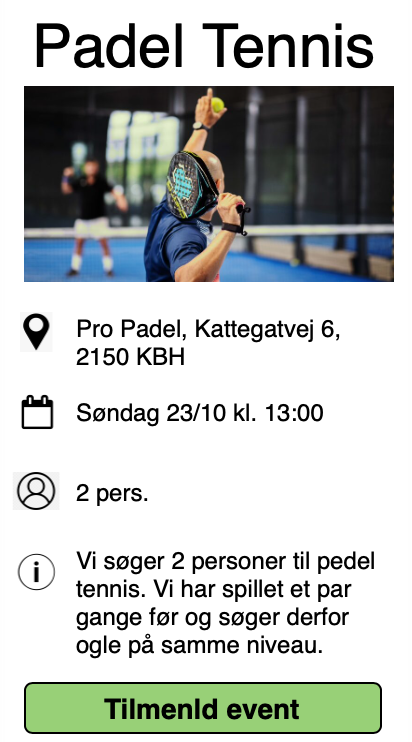 Padel Tennis
Pro Padel, Kattegatvej 6,
2150 KBH
Søndag 23/10 kl. 13:00
2 pers.
Vi søger 2 personer til pedel
tennis. Vi har spillet et par
gange før og søger derfor
ogle på samme niveau.
Tilmenld event